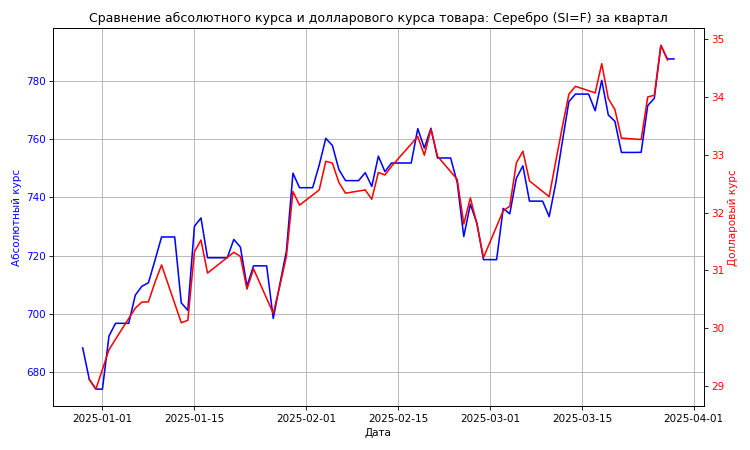 Сравнение абсолютного курса и долларового курса товара: Серебро (SI=F) за квартал
Абсолютный курс
780
760
740
720
700
680
35
34
33
32
31
30
29
Долларовый курс
2025-01-01 2025-01-15 2025-02-01 2025-02-15 2025-03-01 2025-03-15 2025-04-01
Дата